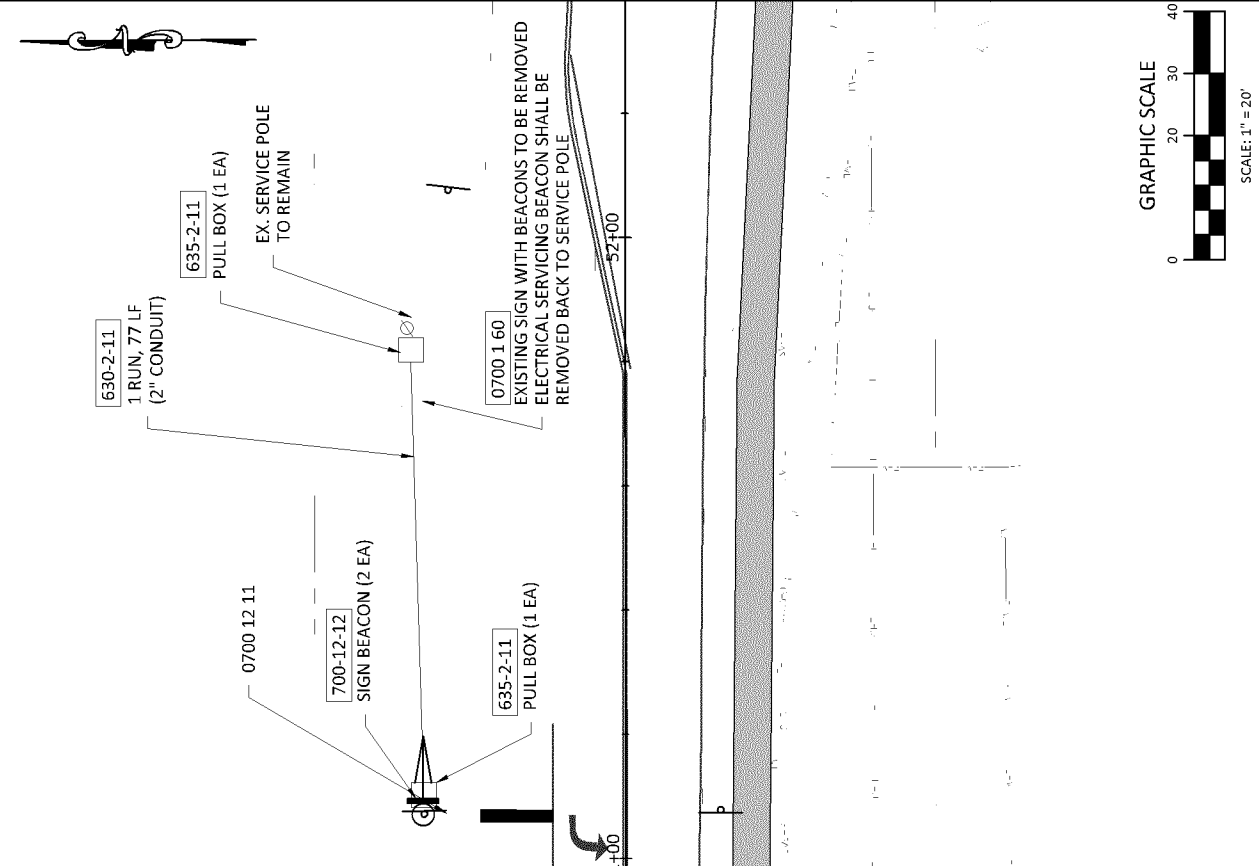 630-2-11
1 RUN, 77 LF
(2" CONDUIT)
635-2-11
PULL BOX (1 EA)
EX. SERVICE POLE
TO REMAIN
0700 1 60
EXISTING SIGN WITH BEACONS TO BE REMOVED
ELECTRICAL SERVICING BEACON SHALL BE
REMOVED BACK TO SERVICE POLE
0700 12 11
700-12-12
SIGN BEACON (2 EA)
635-2-11
PULL BOX (1 EA)
52+00
+00
GRAPHIC SCALE
0 20 30 40
SCALE: 1" = 20'